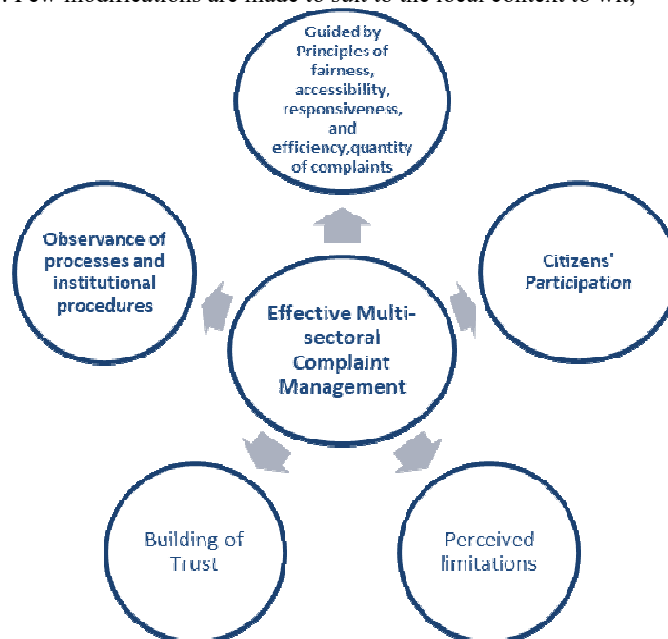 . Few modifications are made to suit to the local context to wit,
Guided by
Principles of
fairness,
accessibility,
responsiveness,
and
efficiency,quantity
of complaints
Observance of
processes and
institutional
procedures
Citizens'
Participation
Effective Multi-
sectoral
Complaint
Management
Building of
Trust
Perceived
limitations